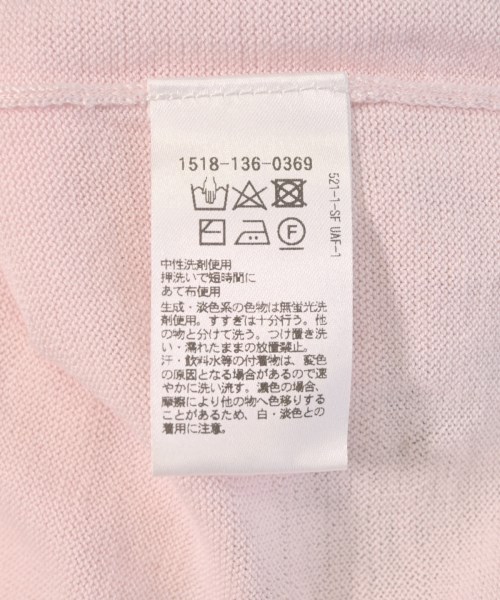 1518-136-0369
521-1-SF UAF-1
F
中性洗剤使用
押洗いで短時間に
あて布使用
生成・淡色系の色物は無蛍光洗
剤使用。すすぎは十分行う。他
の物と分けて洗う。つけ置き洗
い・濡れたままの放置禁止。
汗・飲料水等の付着物は、変色
の原因となる場合があるので速
やかに洗い流す。濃色の場合、
摩擦により他の物へ色移りする
ことがあるため、白・淡色との
着用に注意。